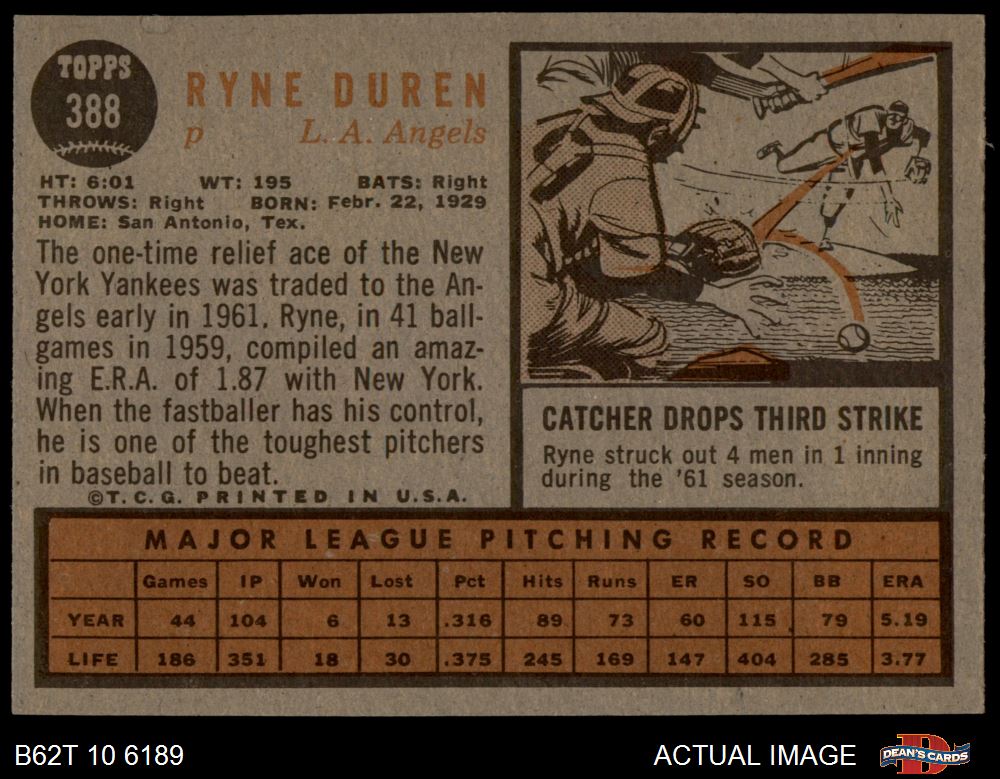 TOPPS
388
RYNE DUREN
p L. A. Angels
HT: 6:01 WT: 195 BATS: Right
THROWS: Right BORN: Febr. 22, 1929
HOME: San Antonio, Tex.
The one-time relief ace of the New
York Yankees was traded to the An-
gels early in 1961. Ryne, in 41 ball-
games in 1959, compiled an amaz-
ing E.R.A. of 1.87 with New York.
When the fastballer has his control,
he is one of the toughest pitchers
in baseball to beat.
©T.C.G. PRINTED IN U.S.A.
CATCHER DROPS THIRD STRIKE
Ryne struck out 4 men in 1 inning
during the '61 season.
MAJOR LEAGUE PITCHING RECORD
Games IP Won Lost Pct Hits Runs ER SO BB ERA
YEAR 44 104 6 13 .316 89 73 60 115 79 5.19
LIFE 186 351 18 30 .375 245 169 147 404 285 3.77
B62T 10 6189 ACTUAL IMAGE DEAN'S CARDS